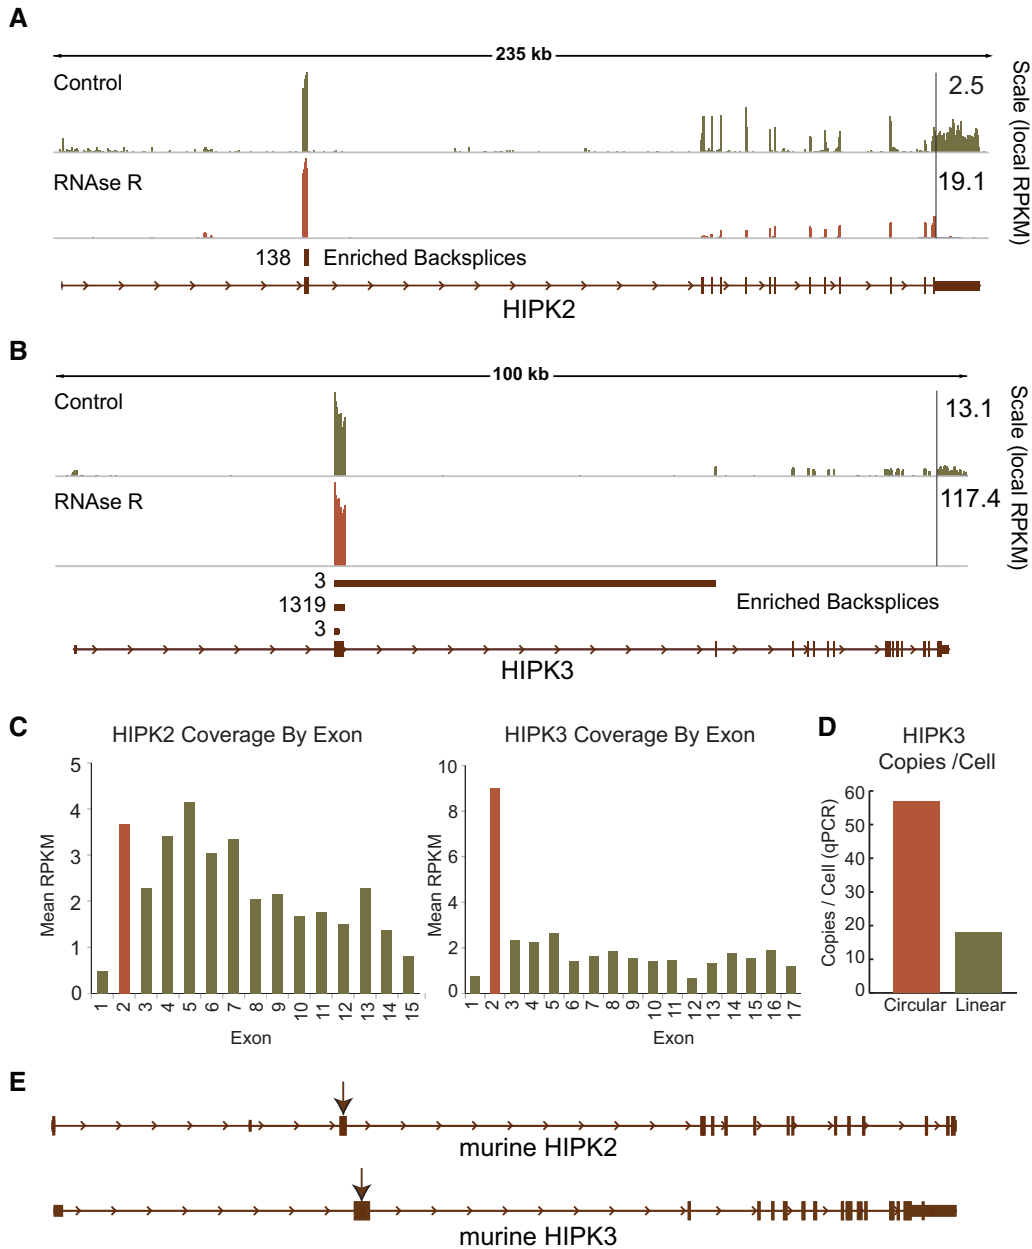 A
235 kb
Control
2.5
RNAse R
19.1
Scale (local RPKM)
138 Enriched Backsplices
HIPK2
B
100 kb
Control
13.1
RNAse R
117.4
Scale (local RPKM)
3
1319
Enriched Backsplices
3
HIPK3
C
HIPK2 Coverage By Exon
Mean RPKM
5
4
3
2
1
0
1 2 3 4 5 6 7 8 9 10 11 12 13 14 15
Exon
HIPK3 Coverage By Exon
Mean RPKM
10
8
6
4
2
0
1 2 3 4 5 6 7 8 9 10 11 12 13 14 15 16 17
Exon
D
HIPK3
Copies /Cell
Copies / Cell (qPCR)
60
50
40
30
20
10
0
Circular Linear
E
murine HIPK2
murine HIPK3